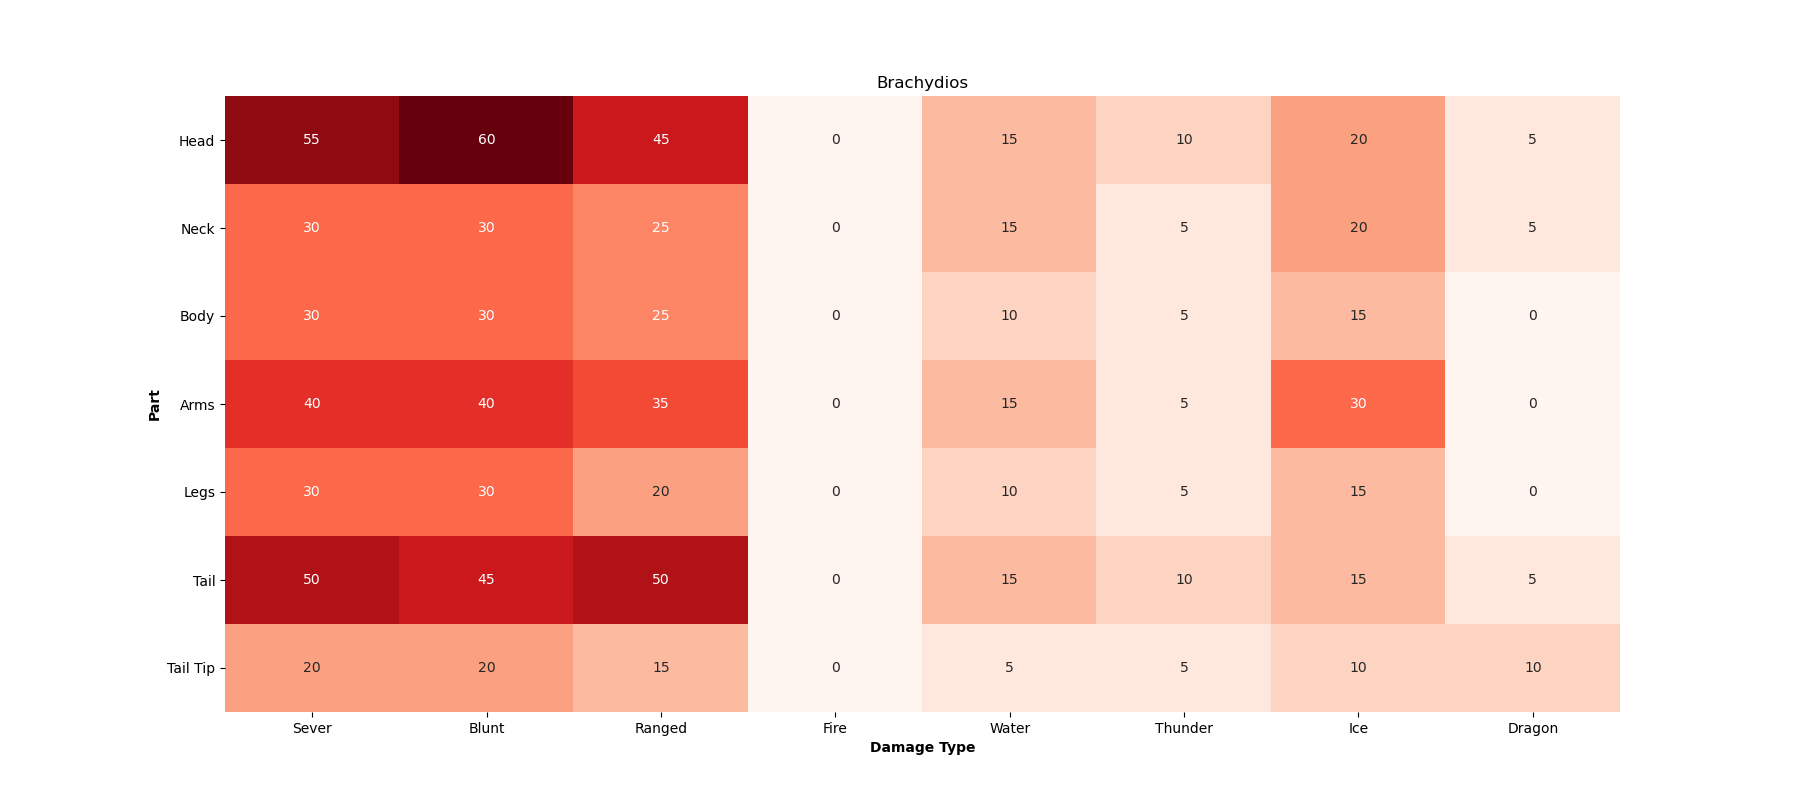 Brachydios
Part
Head 55 60 45 0 15 10 20 5
Neck 30 30 25 0 15 5 20 5
Body 30 30 25 0 10 5 15 0
Arms 40 40 35 0 15 5 30 0
Legs 30 30 20 0 10 5 15 0
Tail 50 45 50 0 15 10 15 5
Tail Tip 20 20 15 0 5 5 10 10
Sever Blunt Ranged Fire Water Thunder Ice Dragon
Damage Type